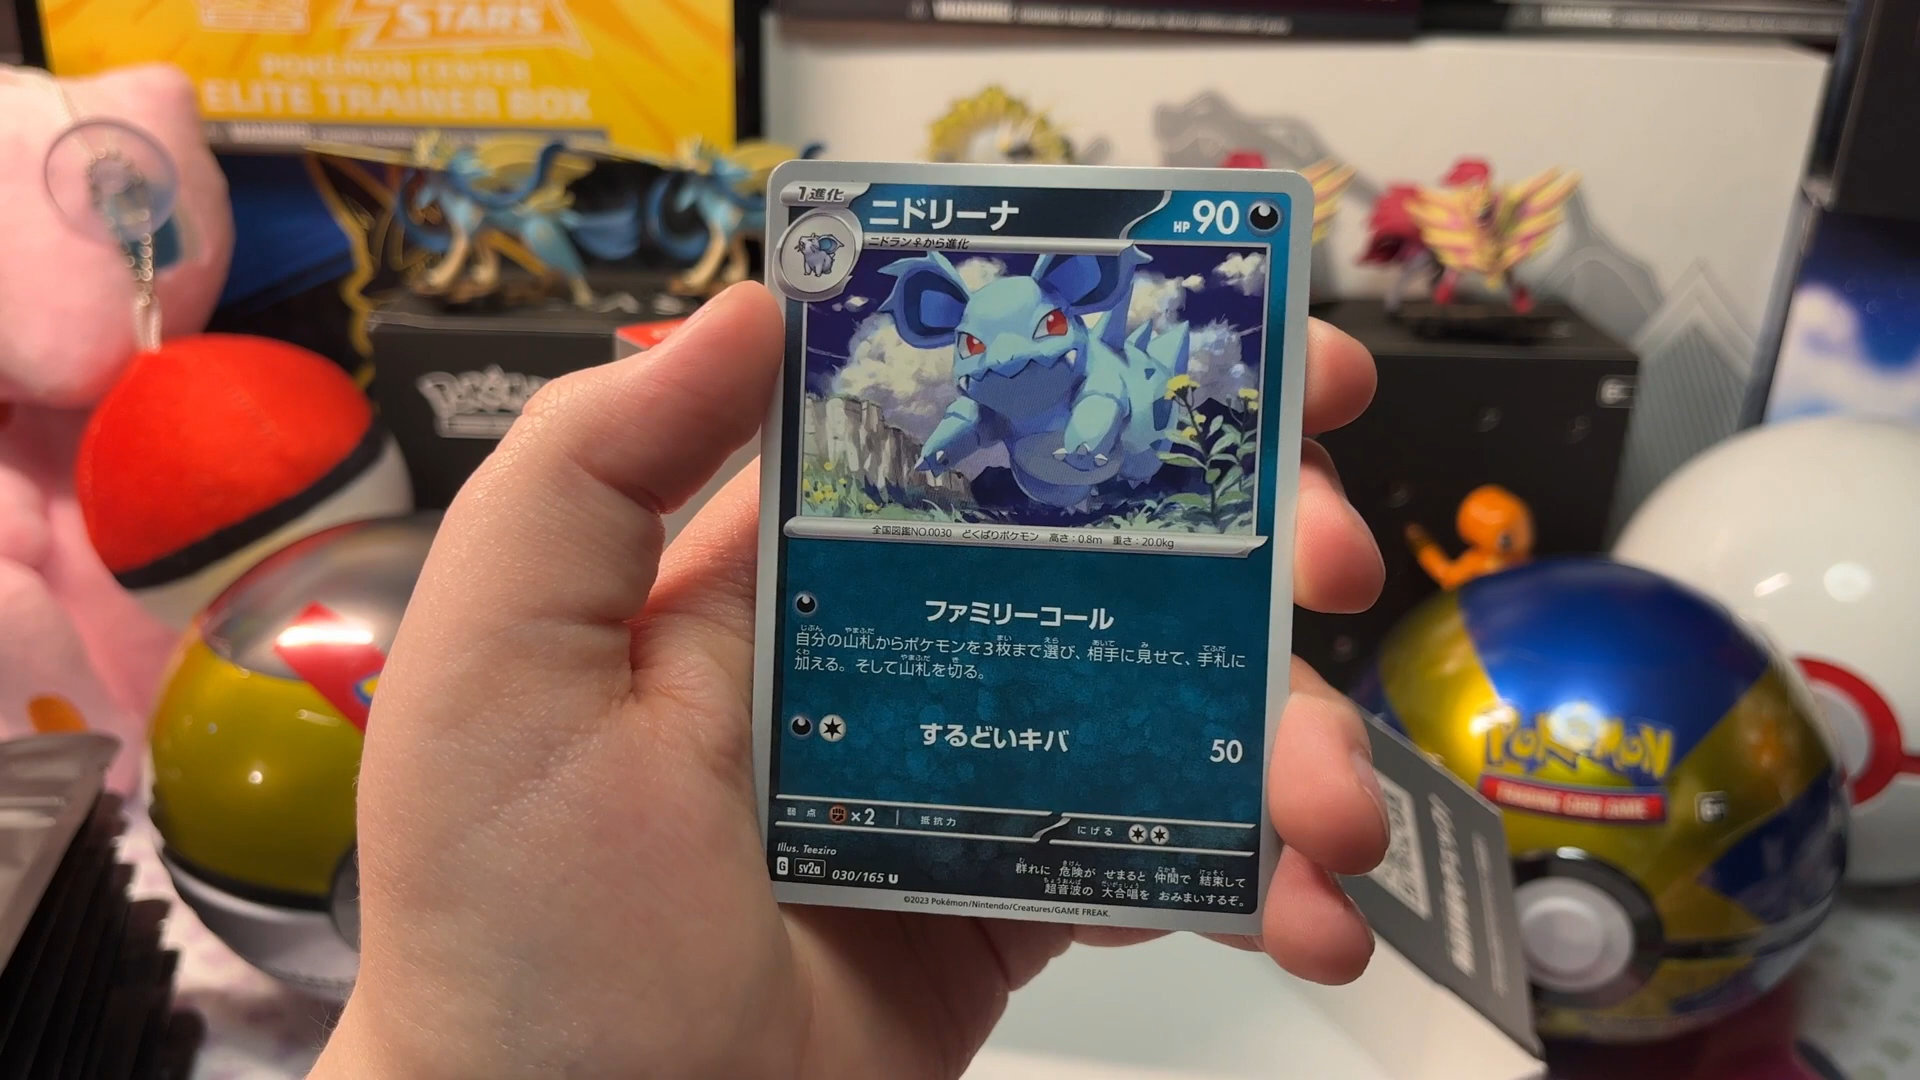 STARS
POKÉMON CENTER
ELITE TRAINER BOX
WARNING:
1進化
ニドリーナ
HP 90
ニドラン♀から進化
全国図鑑NO.0030 どくばりポケモン 高さ：0.8m 重さ：20.0kg
ファミリーコール
自分の山札からポケモンを3枚まで選び、相手に見せて、手札に
加える。そして山札を切る。
するどいキバ 50
弱点 ×2 抵抗力 にげる
Illus. Teeziro
G sv2a 030/165 U
群れに 危険が せまると 仲間で 結束して
超音波の 大合唱を おみまいするぞ。
©2023 Pokémon/Nintendo/Creatures/GAME FREAK.
POKÉMON
TRADING CARD GAME
6+